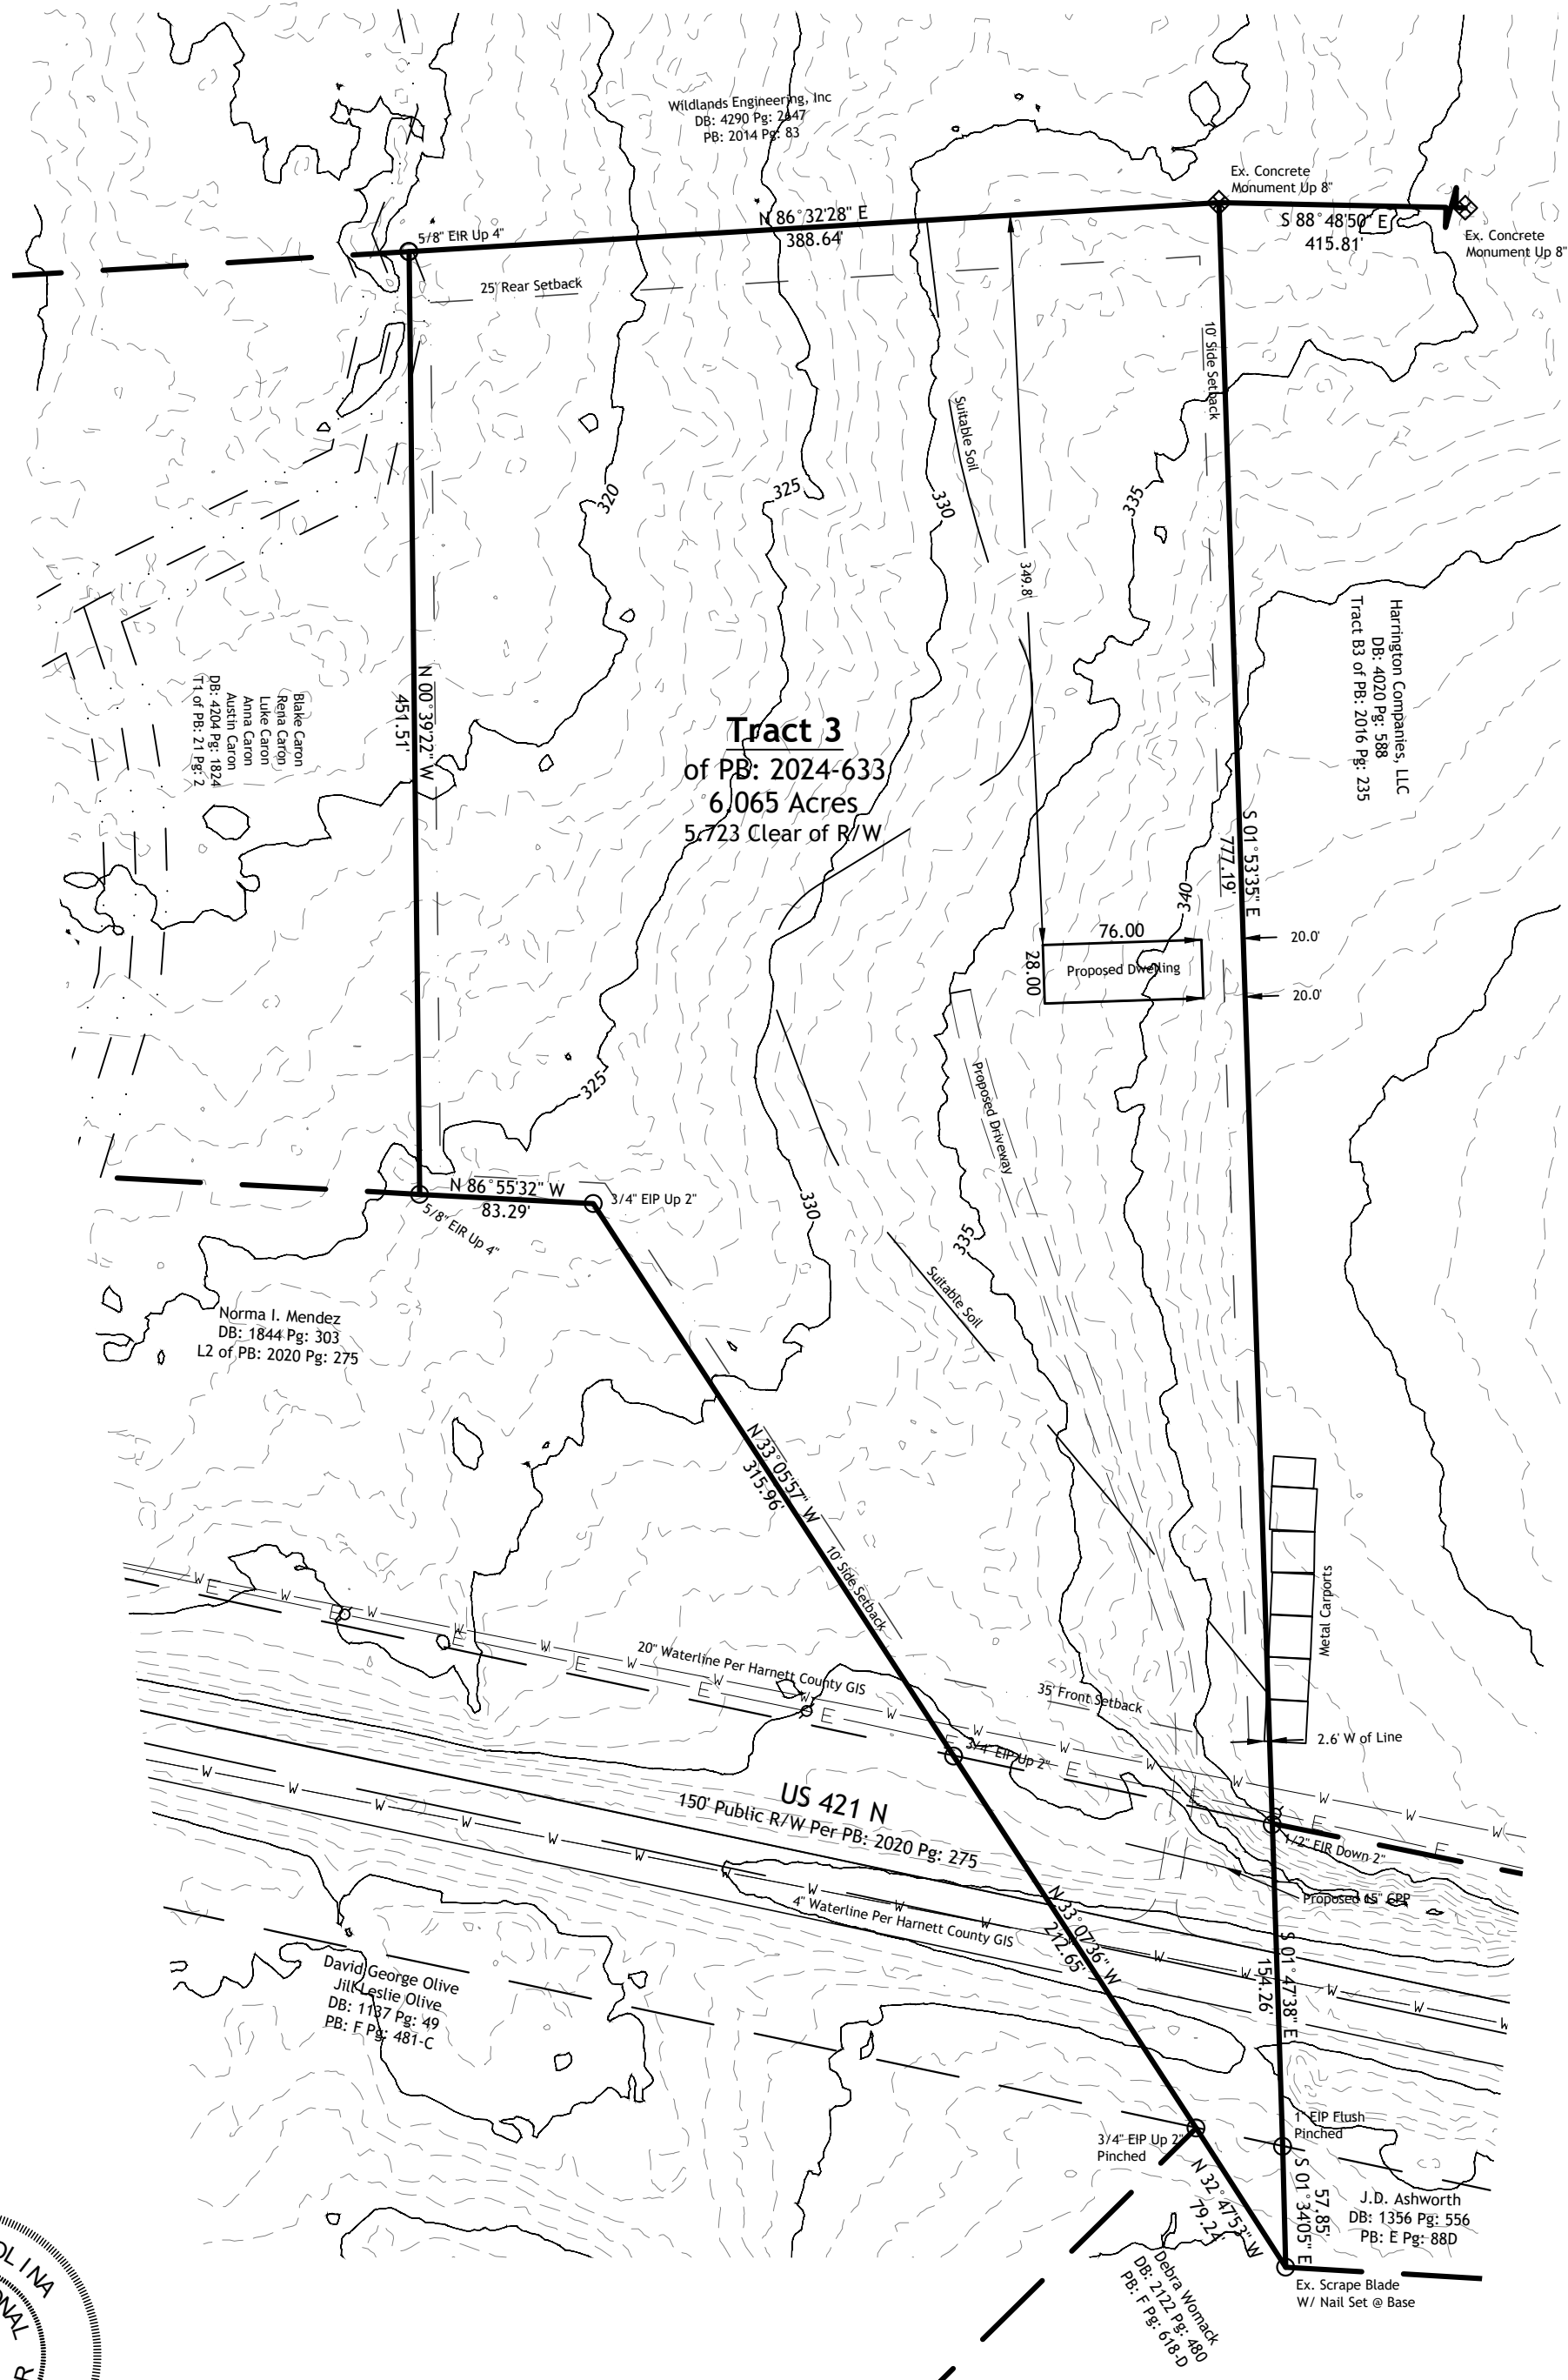 Wildlands Engineering, Inc
DB: 4290 Pg: 2647
PB: 2014 Pg: 83
Ex. Concrete
Monument Up 8"
N 86°32'28" E
388.64'
S 88°48'50" E
415.81'
Ex. Concrete
Monument Up 8"
5/8" EIR Up 4"
25' Rear Setback
10' Side Setback
Suitable Soil
320
325
330
335
349.8'
Harrington Companies, LLC
DB: 4020 Pg: 588
Tract B3 of PB: 2016 Pg: 235
Blake Caron
Rena Caron
Luke Caron
Anna Caron
Austin Caron
DB: 4204 Pg: 1824
T1 of PB: 21 Pg: 2
N 00°39'22" W
451.51'
Tract 3
of PB: 2024-633
6.065 Acres
5.723 Clear of R/W
S 01°53'35" E
777.19'
340
76.00
28.00
Proposed Dwelling
20.0'
20.0'
325
Proposed Driveway
N 86°55'32" W
83.29'
3/4" EIP Up 2"
5/8" EIR Up 4"
330
335
Suitable Soil
Norma I. Mendez
DB: 1844 Pg: 303
L2 of PB: 2020 Pg: 275
N 33°05'57" W
315.96'
10' Side Setback
Metal Carports
20" Waterline Per Harnett County GIS
35' Front Setback
2.6' W of Line
3/4" EIP Up 2"
US 421 N
150' Public R/W Per PB: 2020 Pg: 275
1/2" EIR Down 2"
Proposed 15" CPP
4" Waterline Per Harnett County GIS
N 33°07'36" W
212.65'
S 01°47'38" E
154.26'
David George Olive
Jill Leslie Olive
DB: 1137 Pg: 49
PB: F Pg: 481-C
1" EIP Flush
Pinched
3/4" EIP Up 2"
Pinched
N 32°47'53" W
79.24'
S 01°34'05" E
57.85'
J.D. Ashworth
DB: 1356 Pg: 556
PB: E Pg: 88D
Debra Womack
DB: 2122 Pg: 480
PB: F Pg: 618-D
Ex. Scrape Blade
W/ Nail Set @ Base